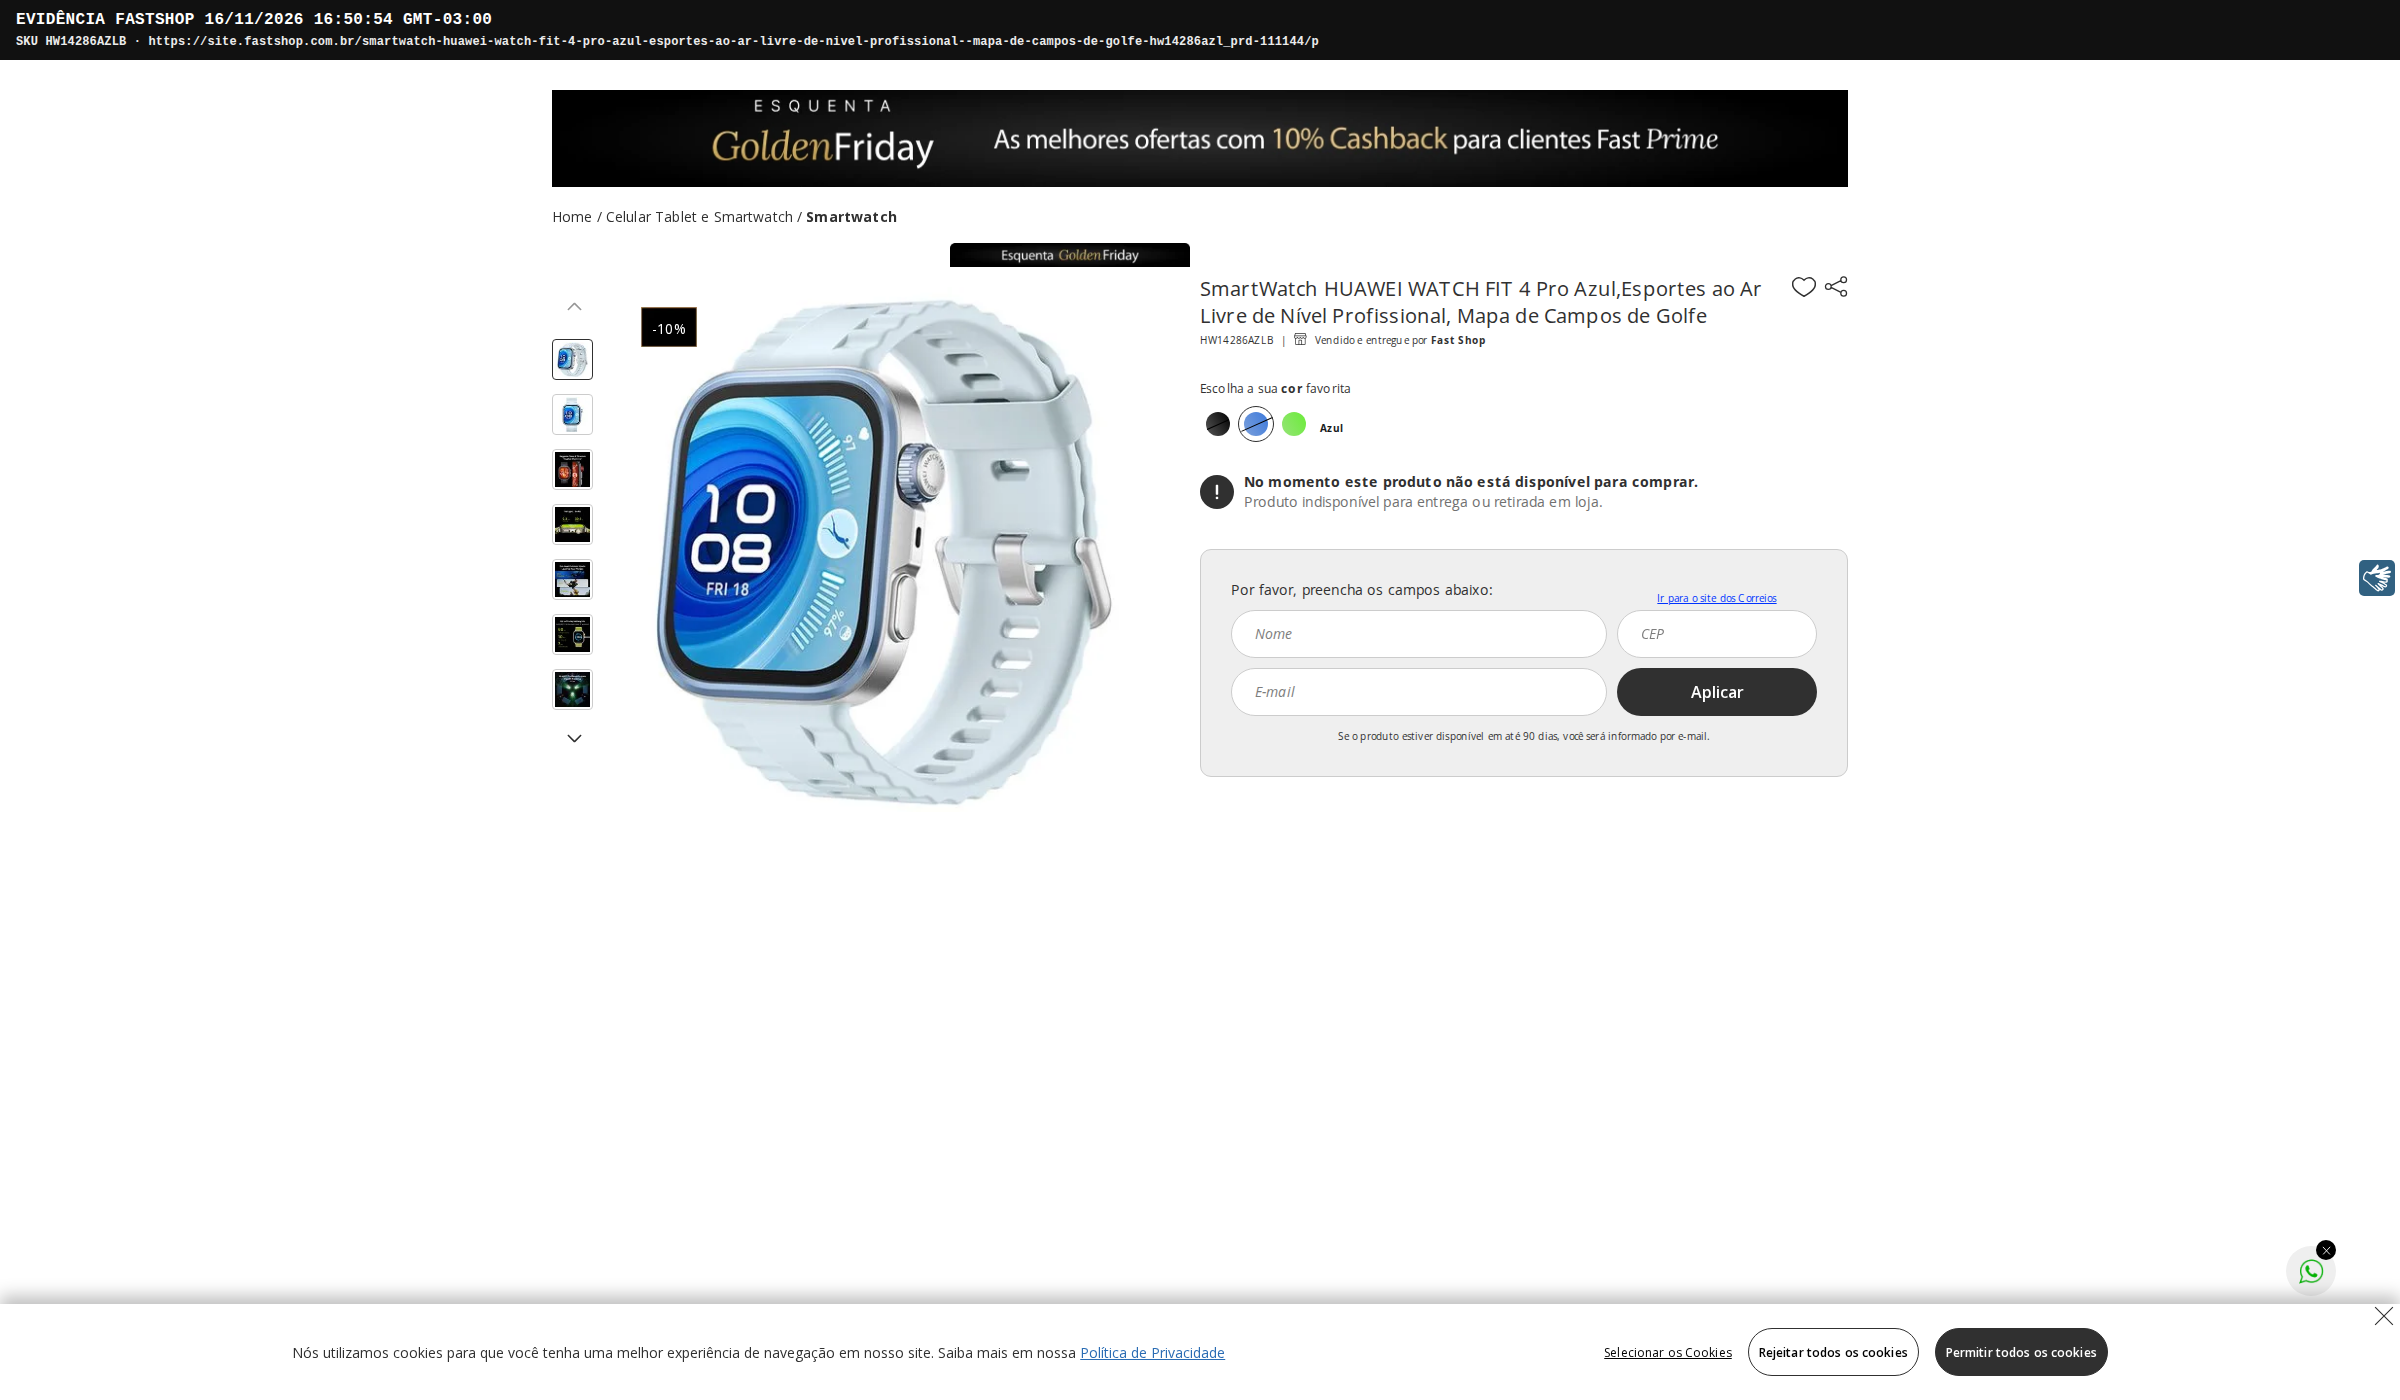 EVIDÊNCIA FASTSHOP 16/11/2026 16:50:54 GMT-03:00
SKU HW14286AZLB · https://site.fastshop.com.br/smartwatch-huawei-watch-fit-4-pro-azul-esportes-ao-ar-livre-de-nivel-profissional--mapa-de-campos-de-golfe-hw14286azl_prd-111144/p
ESQUENTA
GoldenFriday
As melhores ofertas com 10% Cashback para clientes Fast Prime
Home / Celular Tablet e Smartwatch / Smartwatch
Esquenta GoldenFriday
-10%
97
HUAWEI WATCH FIT
10
08
FRI 18
97%
SmartWatch HUAWEI WATCH FIT 4 Pro Azul,Esportes ao Ar
Livre de Nível Profissional, Mapa de Campos de Golfe
HW14286AZLB | Vendido e entregue por Fast Shop
Escolha a sua cor favorita
Azul
No momento este produto não está disponível para comprar.
Produto indisponível para entrega ou retirada em loja.
Por favor, preencha os campos abaixo:
Ir para o site dos Correios
Nome
CEP
E-mail
Aplicar
Se o produto estiver disponível em até 90 dias, você será informado por e-mail.
Nós utilizamos cookies para que você tenha uma melhor experiência de navegação em nosso site. Saiba mais em nossa Política de Privacidade
Selecionar os Cookies
Rejeitar todos os cookies
Permitir todos os cookies